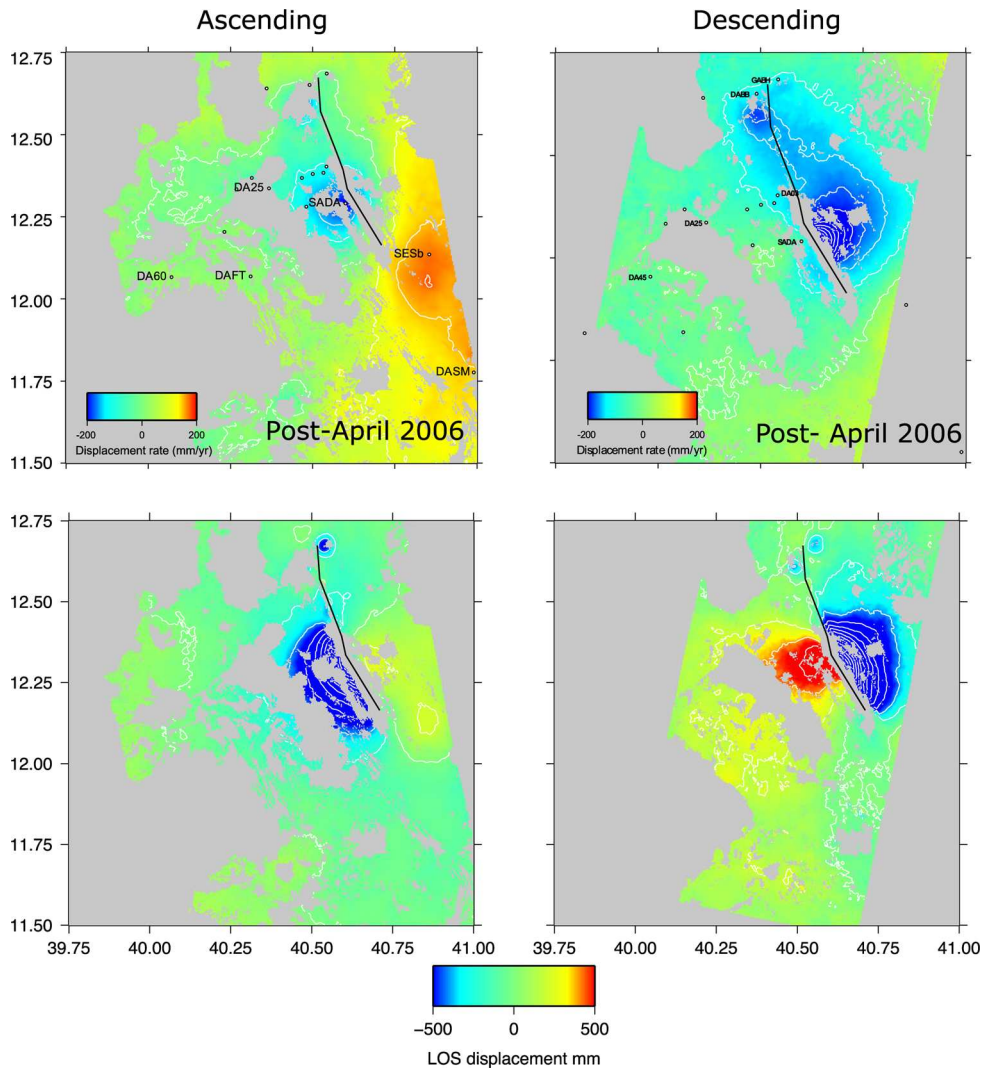 Ascending
Descending
12.75
12.50
12.25
12.00
11.75
11.50
DA25
SADA
SESb
DA60
DAFT
DASM
-200
0
200
Displacement rate (mm/yr)
Post-April 2006
GABH
DABB
DA25
SADA
DA45
-200
0
200
Displacement rate (mm/yr)
Post- April 2006
12.75
12.50
12.25
12.00
11.75
11.50
39.75
40.00
40.25
40.50
40.75
41.00
39.75
40.00
40.25
40.50
40.75
41.00
−500
0
500
LOS displacement mm